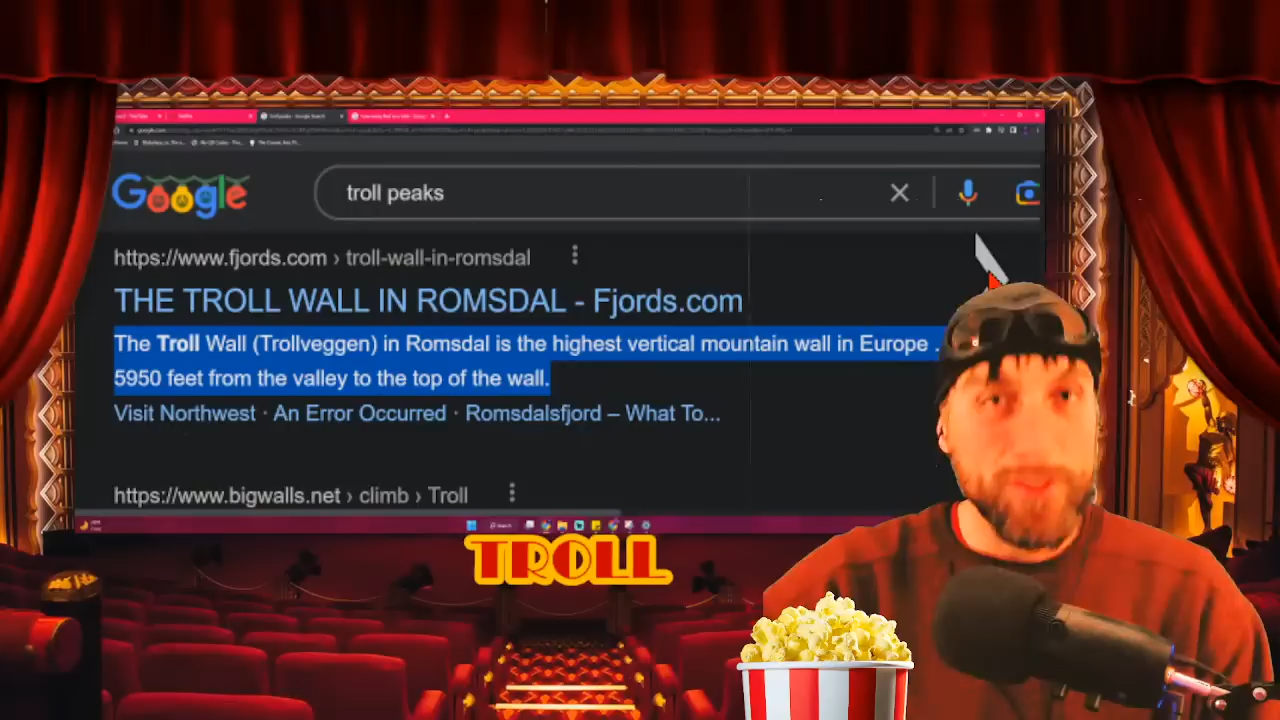 Google
troll peaks
https://www.fjords.com › troll-wall-in-romsdal
THE TROLL WALL IN ROMSDAL - Fjords.com
The Troll Wall (Trollveggen) in Romsdal is the highest vertical mountain wall in Europe .
5950 feet from the valley to the top of the wall.
Visit Northwest · An Error Occurred · Romsdalsfjord – What To...
https://www.bigwalls.net › climb › Troll
TROLL